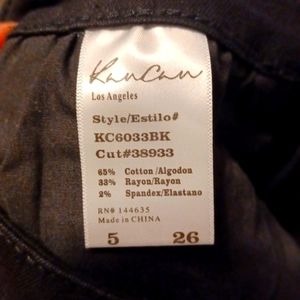 KanCan
Los Angeles
Style/Estilo#
KC6033BK
Cut#38933
65% Cotton/Algodon
33% Rayon/Rayon
2% Spandex/Elastano
RN# 144635
Made in CHINA
5 26